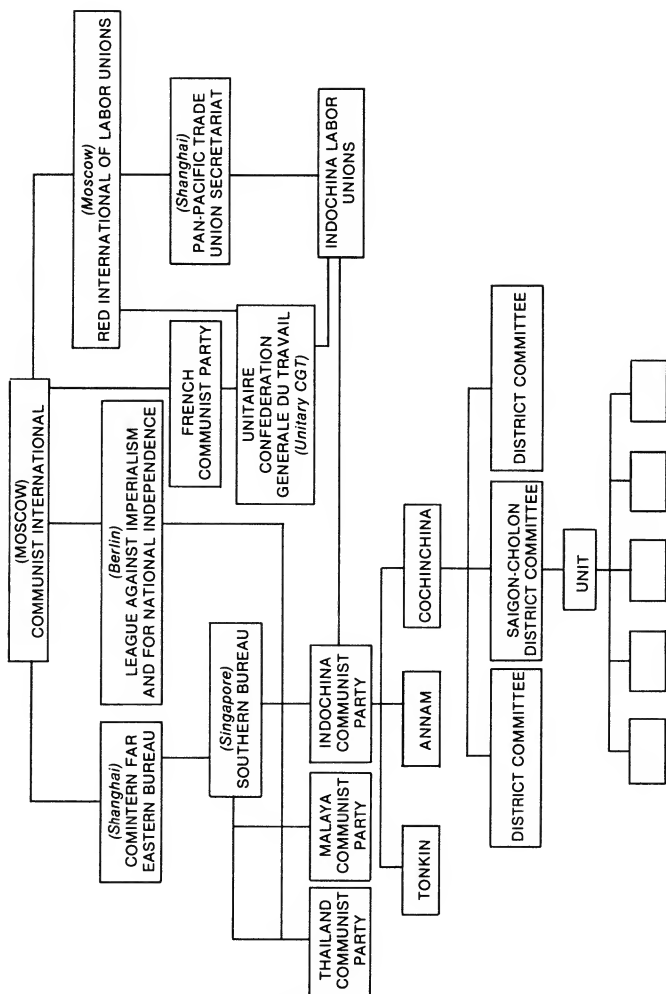 (MOSCOW)
COMMUNIST INTERNATIONAL
(Shanghai)
COMINTERN FAR
EASTERN BUREAU
(Berlin)
LEAGUE AGAINST IMPERIALISM
AND FOR NATIONAL INDEPENDENCE
FRENCH
COMMUNIST PARTY
(Moscow)
RED INTERNATIONAL OF LABOR UNIONS
(Singapore)
SOUTHERN BUREAU
UNITAIRE
CONFEDERATION
GENERALE DU TRAVAIL
(Unitary CGT)
(Shanghai)
PAN-PACIFIC TRADE
UNION SECRETARIAT
THAILAND
COMMUNIST
PARTY
MALAYA
COMMUNIST
PARTY
INDOCHINA
COMMUNIST
PARTY
INDOCHINA LABOR
UNIONS
TONKIN
ANNAM
COCHINCHINA
DISTRICT COMMITTEE
SAIGON-CHOLON
DISTRICT COMMITTEE
DISTRICT COMMITTEE
UNIT